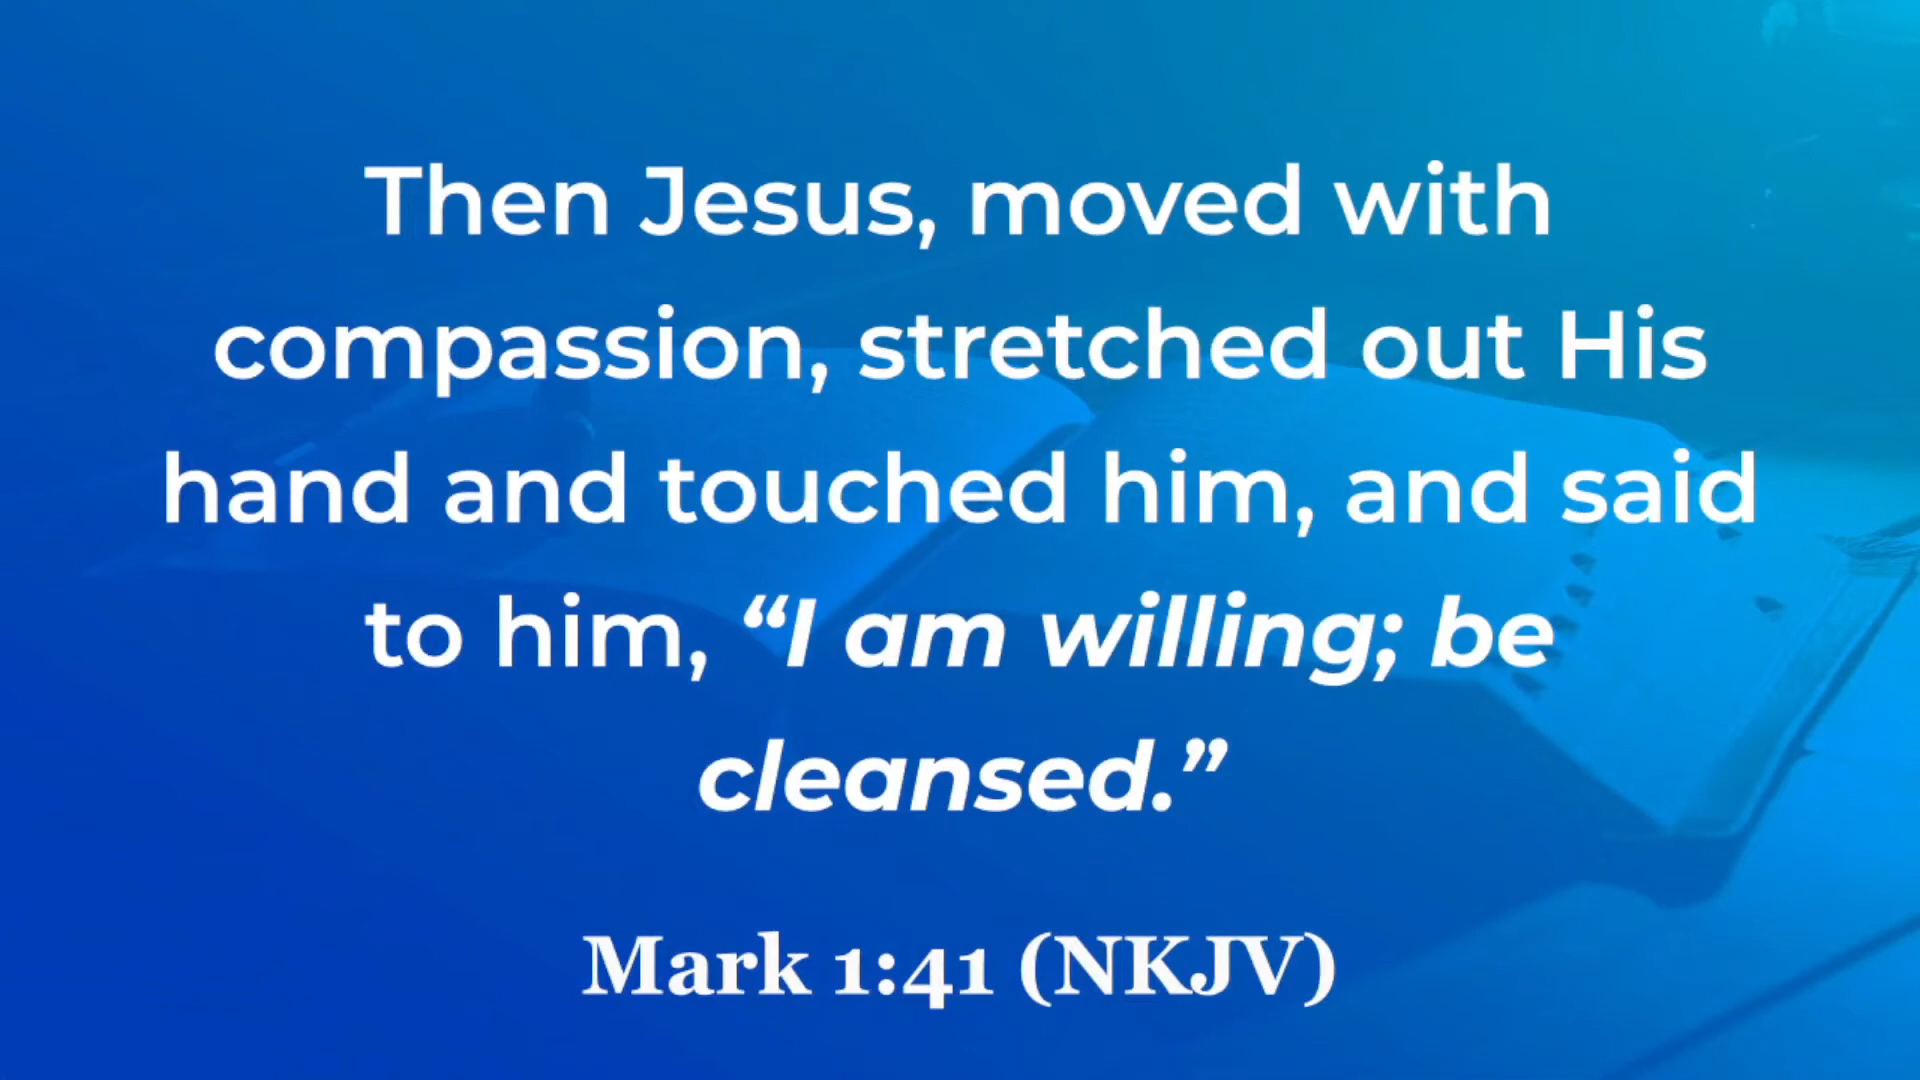 Then Jesus, moved with
compassion, stretched out His
hand and touched him, and said
to him, “I am willing; be
cleansed.”
Mark 1:41 (NKJV)